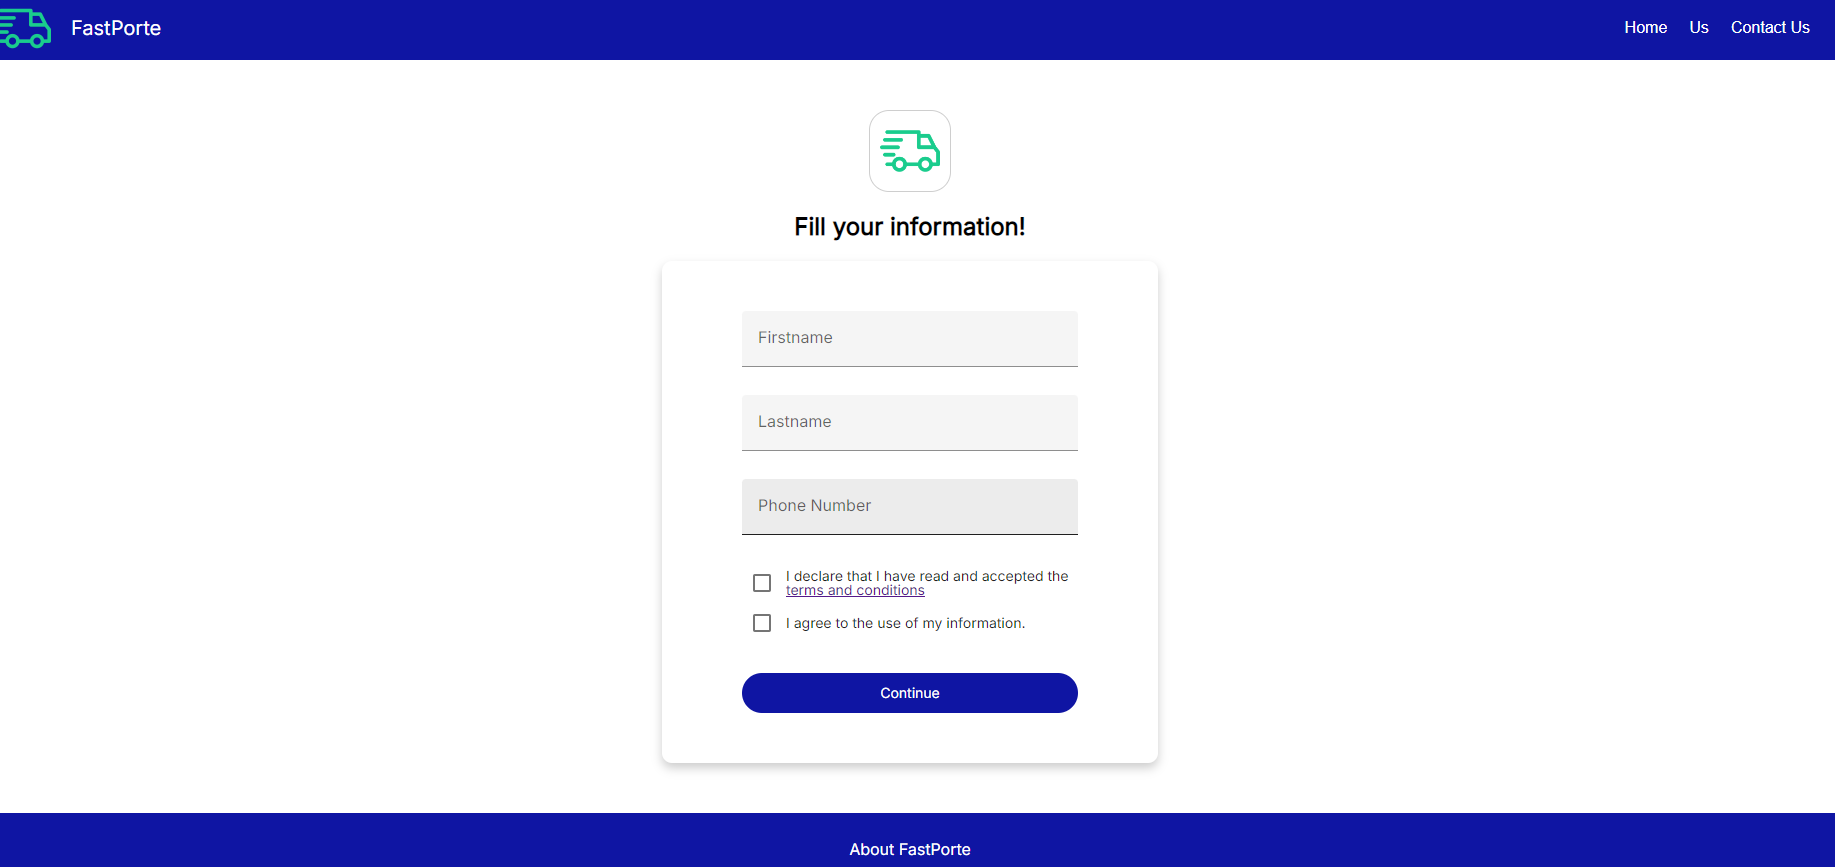 FastPorte
Home Us Contact Us
Fill your information!
Firstname
Lastname
Phone Number
I declare that I have read and accepted the
terms and conditions
I agree to the use of my information.
Continue
About FastPorte